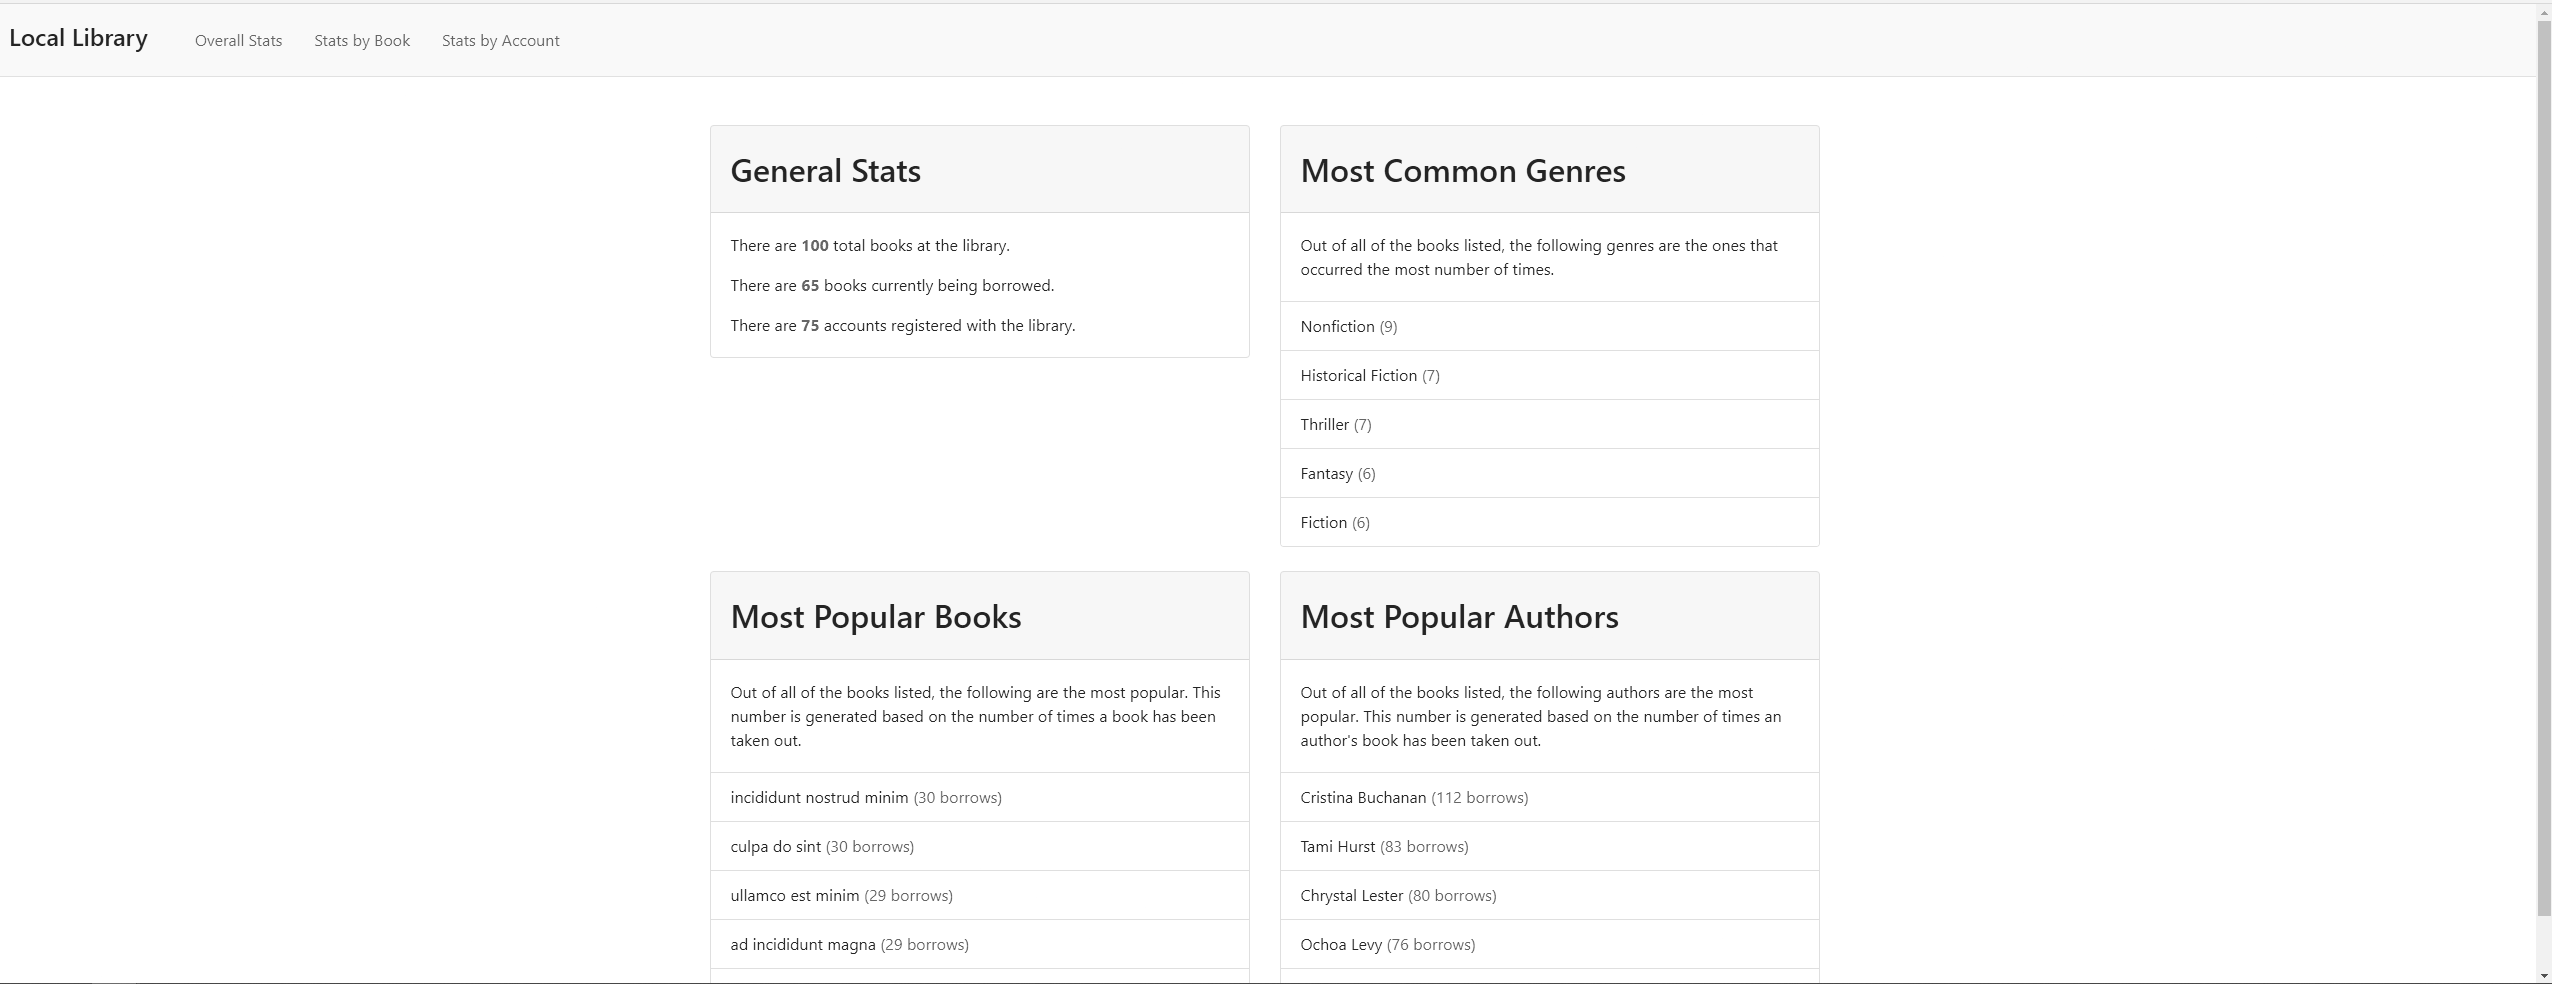 Local Library
Overall Stats
Stats by Book
Stats by Account
General Stats
There are 100 total books at the library.
There are 65 books currently being borrowed.
There are 75 accounts registered with the library.
Most Common Genres
Out of all of the books listed, the following genres are the ones that
occurred the most number of times.
Nonfiction (9)
Historical Fiction (7)
Thriller (7)
Fantasy (6)
Fiction (6)
Most Popular Books
Out of all of the books listed, the following are the most popular. This
number is generated based on the number of times a book has been
taken out.
incididunt nostrud minim (30 borrows)
culpa do sint (30 borrows)
ullamco est minim (29 borrows)
ad incididunt magna (29 borrows)
Most Popular Authors
Out of all of the books listed, the following authors are the most
popular. This number is generated based on the number of times an
author's book has been taken out.
Cristina Buchanan (112 borrows)
Tami Hurst (83 borrows)
Chrystal Lester (80 borrows)
Ochoa Levy (76 borrows)